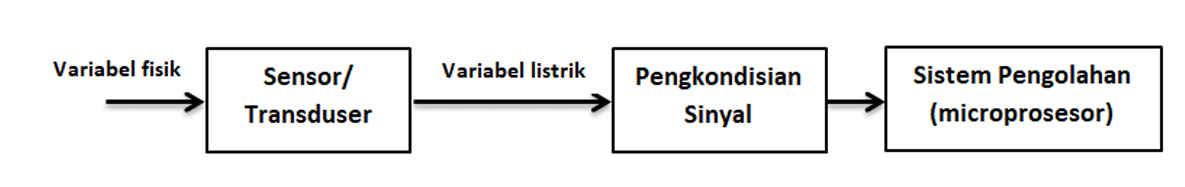 Variabel fisik
Sensor/
Transduser
Variabel listrik
Pengkondisian
Sinyal
Sistem Pengolahan
(microprosesor)